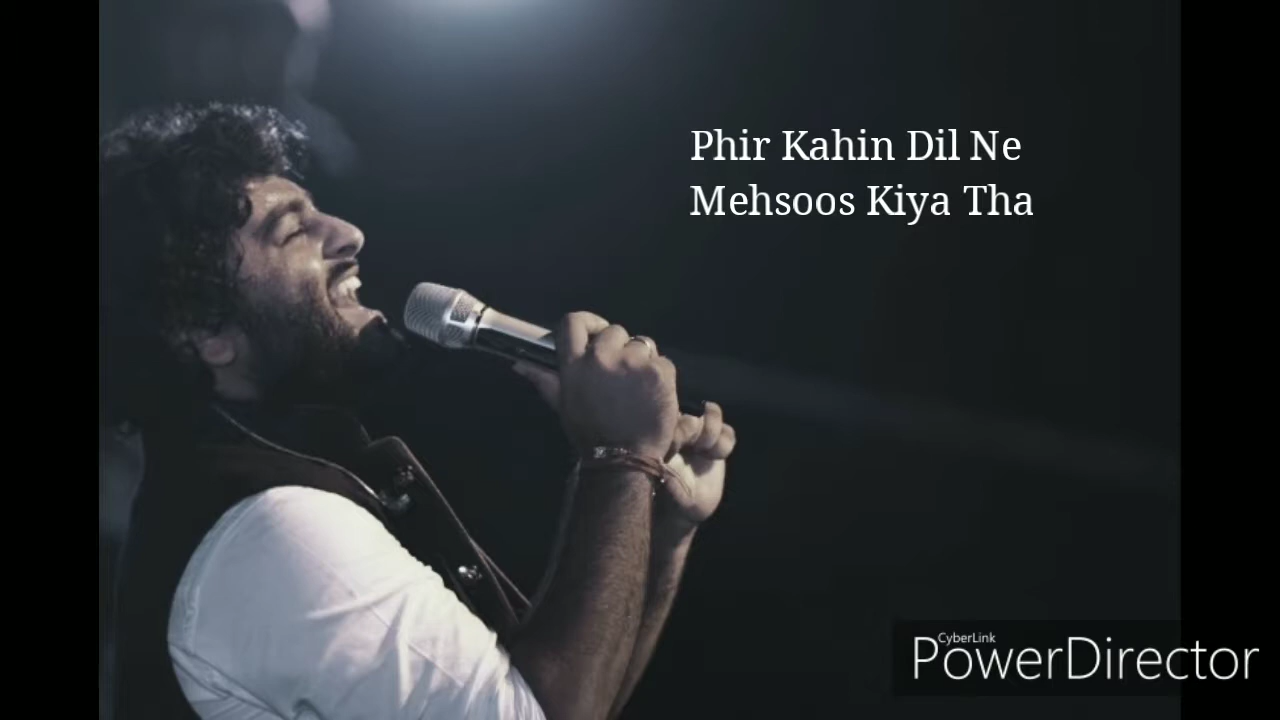 Phir Kahin Dil Ne
Mehsoos Kiya Tha
CyberLink
PowerDirector